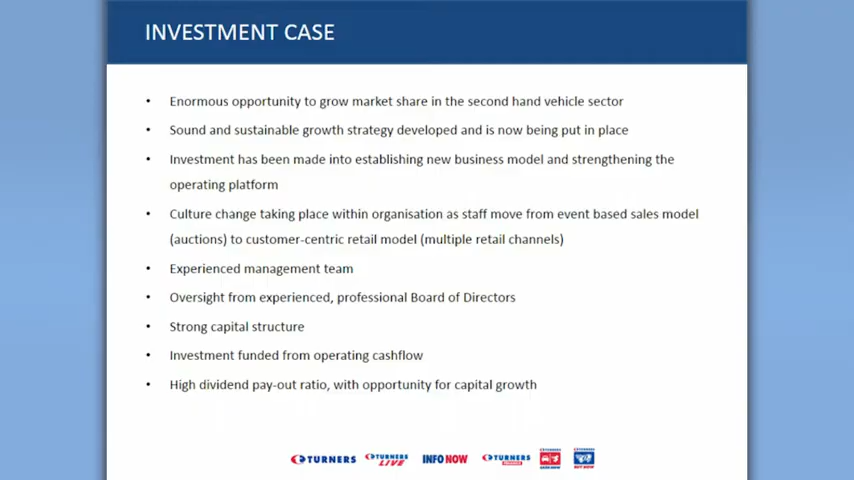 INVESTMENT CASE
• Enormous opportunity to grow market share in the second hand vehicle sector
• Sound and sustainable growth strategy developed and is now being put in place
• Investment has been made into establishing new business model and strengthening the
operating platform
• Culture change taking place within organisation as staff move from event based sales model
(auctions) to customer-centric retail model (multiple retail channels)
• Experienced management team
• Oversight from experienced, professional Board of Directors
• Strong capital structure
• Investment funded from operating cashflow
• High dividend pay-out ratio, with opportunity for capital growth
TURNERS TURNERS LIVE INFO NOW TURNERS